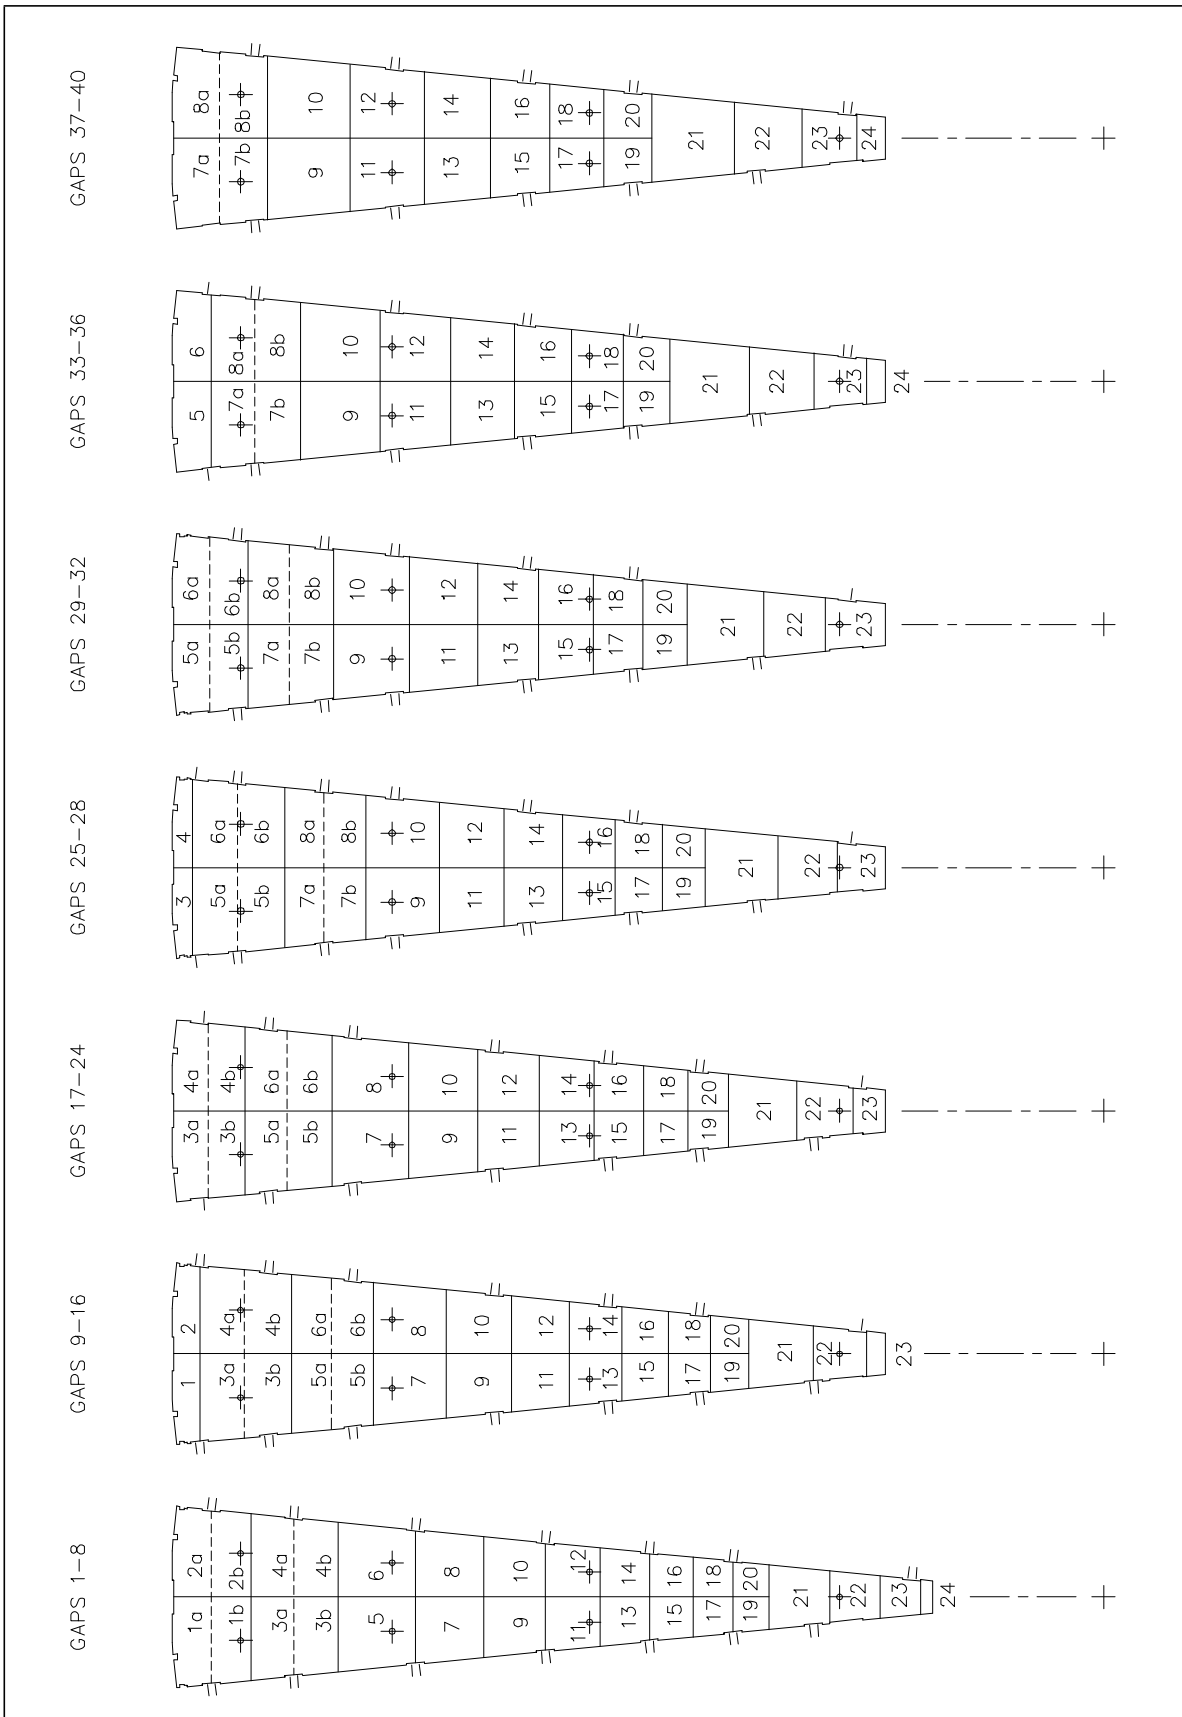 GAPS 37-40
8a
8b
10
12
14
16
18
20
7a
7b
9
11
13
15
17
19
21
22
23
24
GAPS 33-36
6
8a
8b
10
12
14
16
18
20
5
7a
7b
9
11
13
15
17
19
21
22
23
24
GAPS 29-32
6a
6b
8a
8b
10
12
14
16
18
20
5a
5b
7a
7b
9
11
13
15
17
19
21
22
23
GAPS 25-28
4
6a
6b
8a
8b
10
12
14
16
18
20
3
5a
5b
7a
7b
9
11
13
15
17
19
21
22
23
GAPS 17-24
4a
4b
6a
6b
8
10
12
14
16
18
20
3a
3b
5a
5b
7
9
11
13
15
17
19
21
22
23
GAPS 9-16
2
4a
4b
6a
6b
8
10
12
14
16
18
20
1
3a
3b
5a
5b
7
9
11
13
15
17
19
21
22
23
GAPS 1-8
2a
2b
4a
4b
6
8
10
12
14
16
18
20
1a
1b
3a
3b
5
7
9
11
13
15
17
19
21
22
23
24